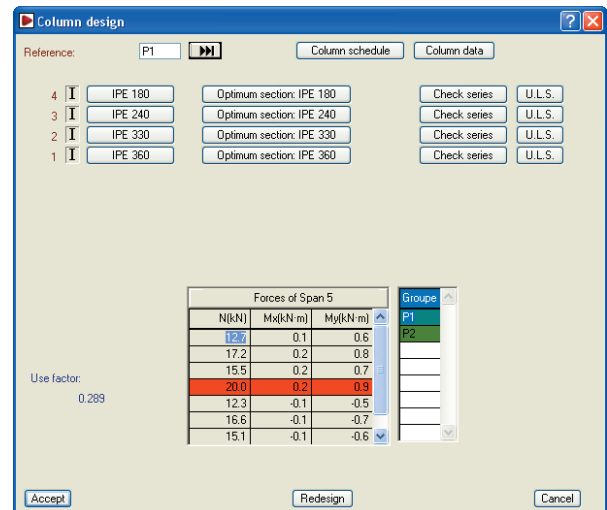 Column design
Reference: P1 Column schedule Column data
4 IPE 180 Optimum section: IPE 180 Check series U.L.S.
3 IPE 240 Optimum section: IPE 240 Check series U.L.S.
2 IPE 330 Optimum section: IPE 330 Check series U.L.S.
1 IPE 360 Optimum section: IPE 360 Check series U.L.S.
Forces of Span 5 Groupe
N(kN) Mx(kN·m) My(kN·m) P1
12.7 0.1 0.6 P2
17.2 0.2 0.8
15.5 0.2 0.7
Use factor: 20.0 0.2 0.9
0.289 12.3 -0.1 -0.5
16.6 -0.1 -0.7
15.1 -0.1 -0.6
Accept Redesign Cancel